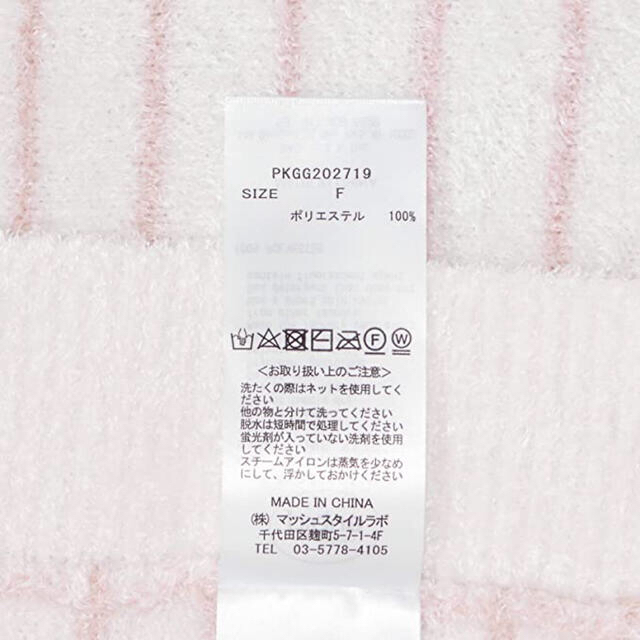 PKGG202719
SIZE F
ポリエステル 100%
<お取り扱い上のご注意>
洗たくの際はネットを使用してく
ださい
他の物と分けて洗ってください
脱水は短時間で処理してください
蛍光剤が入っていない洗剤を使用
してください
スチームアイロンは蒸気を少なめ
にして、浮かしておかけください
MADE IN CHINA
(株) マッシュスタイルラボ
千代田区麹町5-7-1-4F
TEL 03-5778-4105